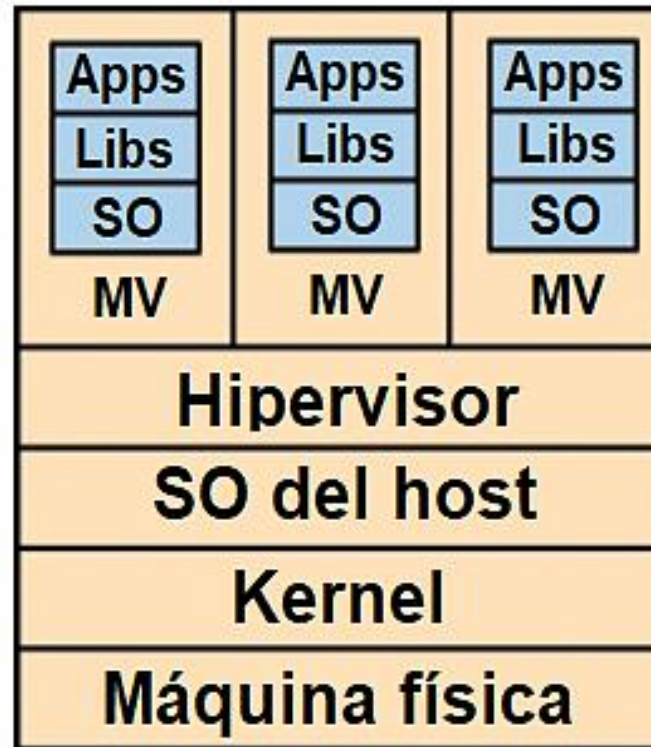 Apps Apps Apps
Libs Libs Libs
SO SO SO
MV MV MV
Hipervisor
SO del host
Kernel
Máquina física